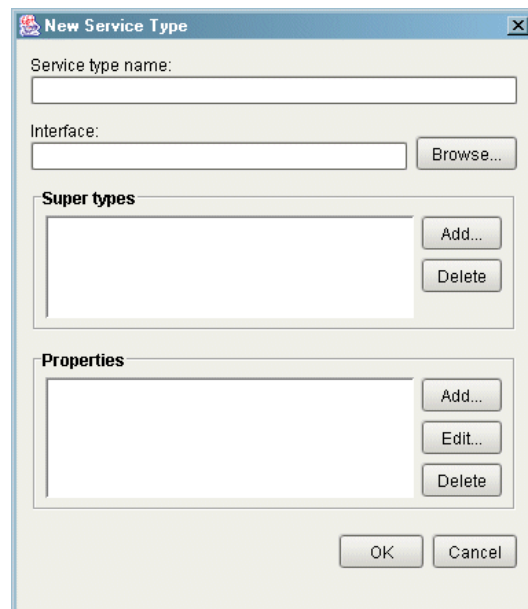 New Service Type
Service type name:
Interface:
Browse...
Super types
Add...
Delete
Properties
Add...
Edit...
Delete
OK
Cancel